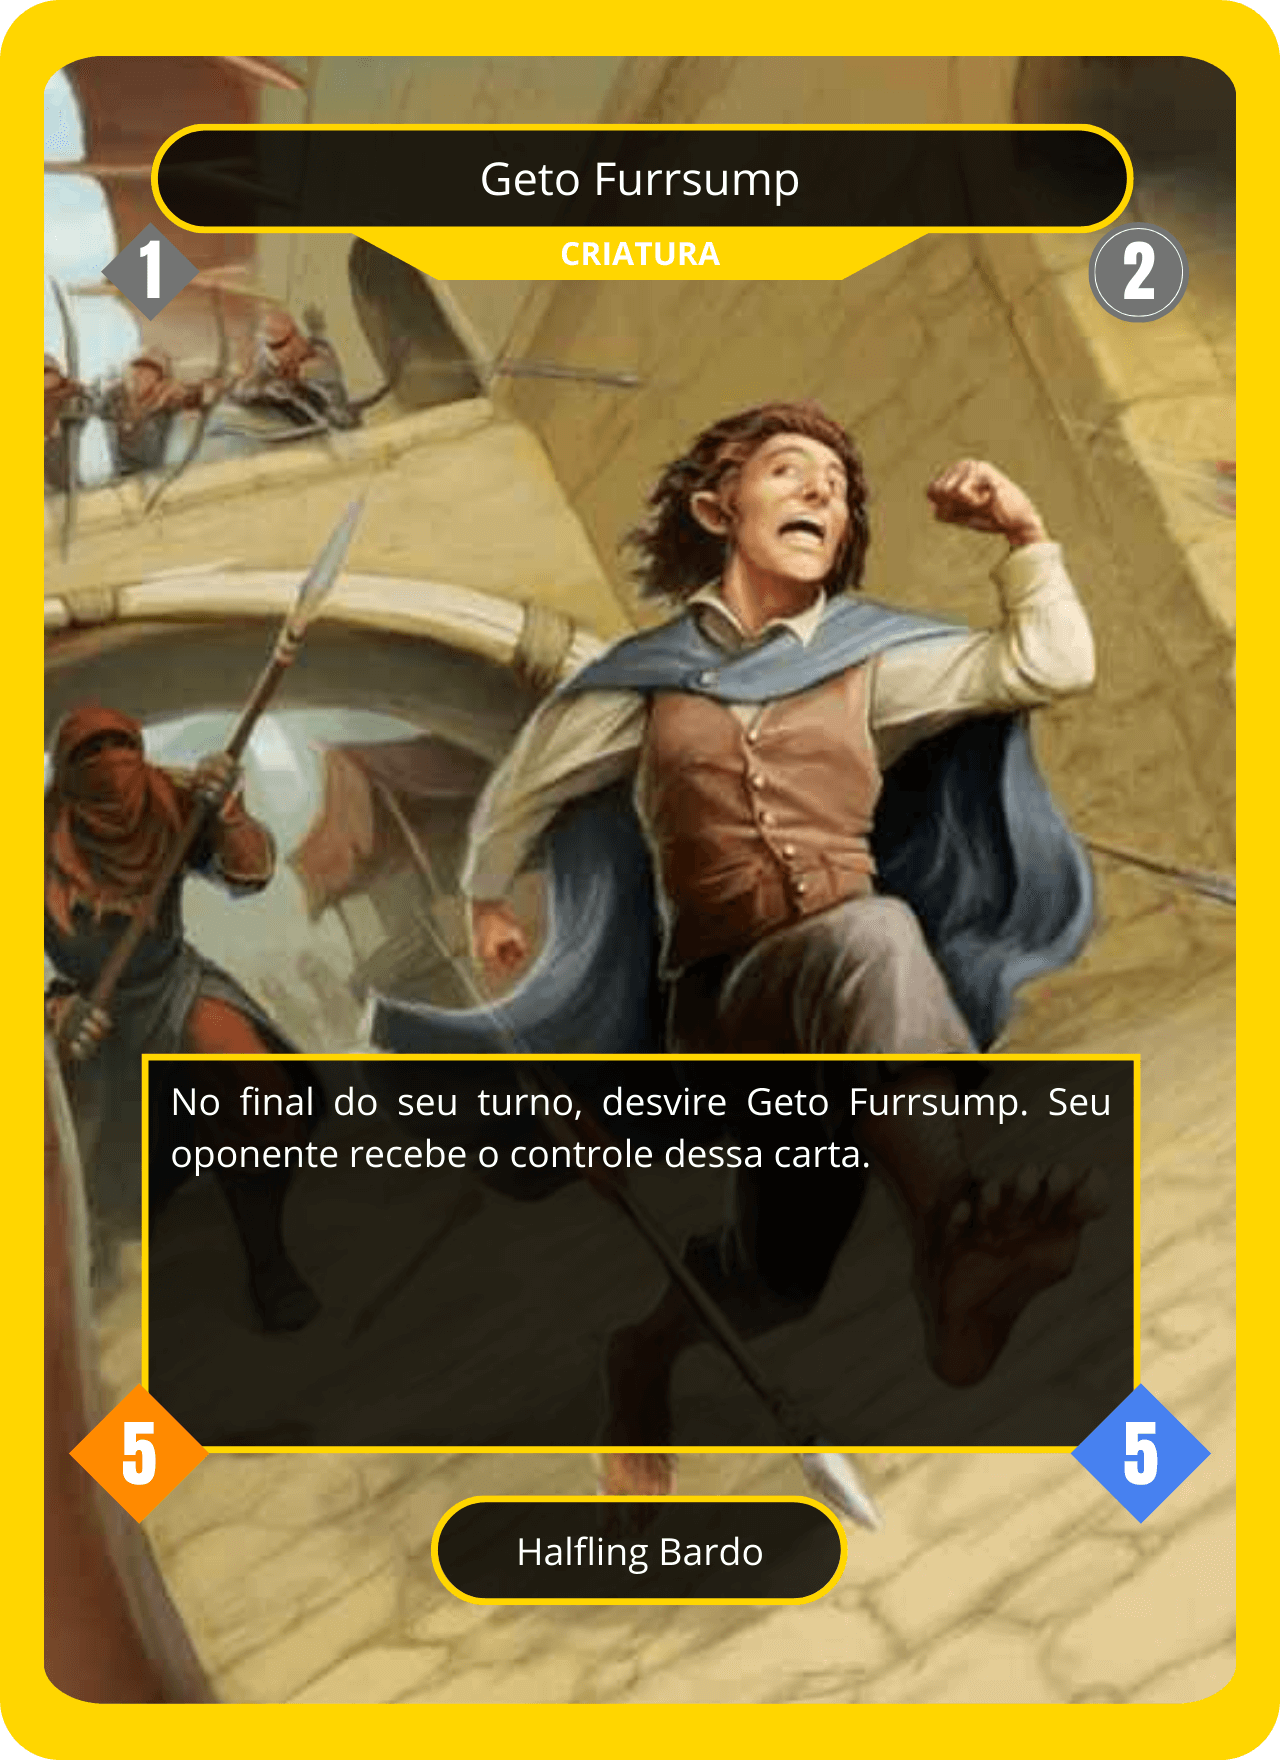 Geto Furrsump
CRIATURA
1
2
No final do seu turno, desvire Geto Furrsump. Seu
oponente recebe o controle dessa carta.
5
5
Halfling Bardo